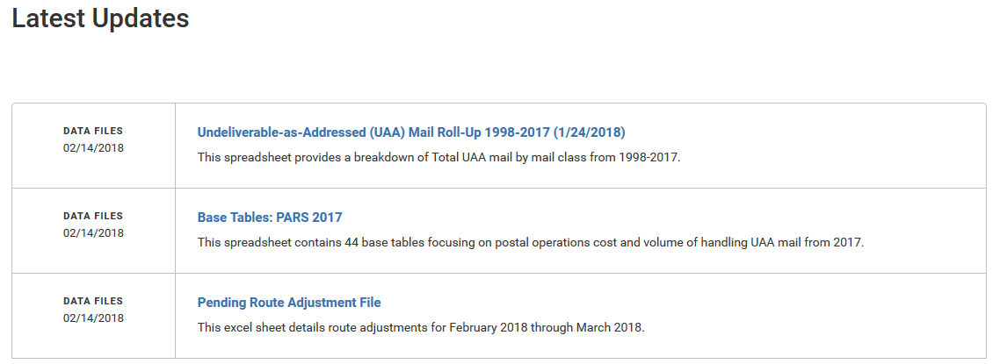 Latest Updates
DATA FILES
02/14/2018
Undeliverable-as-Addressed (UAA) Mail Roll-Up 1998-2017 (1/24/2018)
This spreadsheet provides a breakdown of Total UAA mail by mail class from 1998-2017.
DATA FILES
02/14/2018
Base Tables: PARS 2017
This spreadsheet contains 44 base tables focusing on postal operations cost and volume of handling UAA mail from 2017.
DATA FILES
02/14/2018
Pending Route Adjustment File
This excel sheet details route adjustments for February 2018 through March 2018.